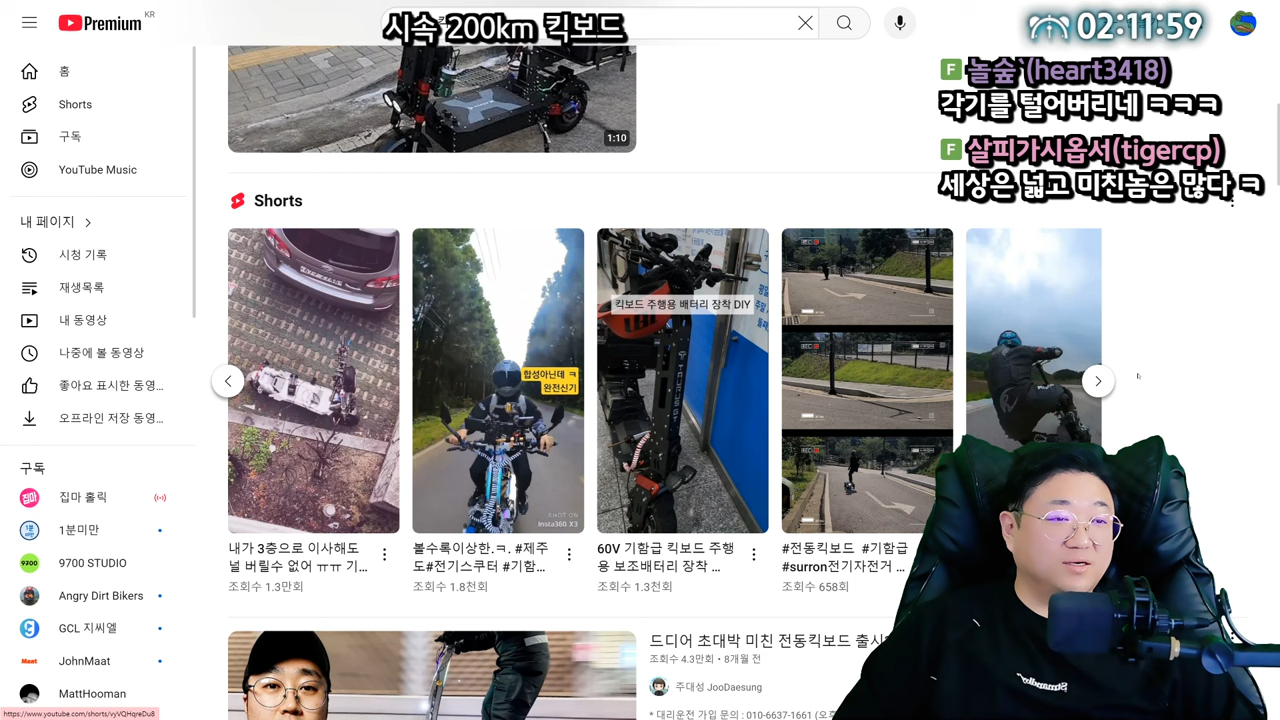 Premium KR
시속 200km 킥보드
02:11:59
F 놀숲`(heart3418)
각기를 털어버리네 ㅋㅋㅋ
F 살피가시옵서(tigercp)
세상은 넓고 미친놈은 많다 ㅋ
홈
Shorts
구독
YouTube Music
내 페이지
시청 기록
재생목록
내 동영상
나중에 볼 동영상
좋아요 표시한 동영...
오프라인 저장 동영...
구독
집마 홀릭
1분미만
9700 STUDIO
Angry Dirt Bikers
GCL 지씨엘
JohnMaat
MattHooman
https://www.youtube.com/shorts/vyVQHqreDu8
1:10
Shorts
합성아닌데 ㅋ
완전신기
SHOT ON
Insta360 X3
킥보드 주행용 배터리 장착 DIY
내가 3층으로 이사해도
널 버릴수 없어 ㅠㅠ 기...
조회수 1.3만회
볼수록이상한.ㅋ. #제주
도#전기스쿠터 #기함...
조회수 1.8천회
60V 기함급 킥보드 주행
용 보조배터리 장착 ...
조회수 1.3천회
#전동킥보드 #기함급
#surron전기자전거 ...
조회수 658회
드디어 초대박 미친 전동킥보드 출시
조회수 4.3만회 • 8개월 전
주대성 JooDaesung
* 대리운전 가입 문의 : 010-6637-1661 (오후